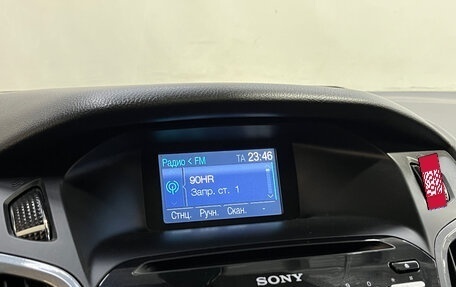 Радио < FM TA 23:46
90HR
Запр. ст. 1
Стнц. Ручн. Скан. -
SONY